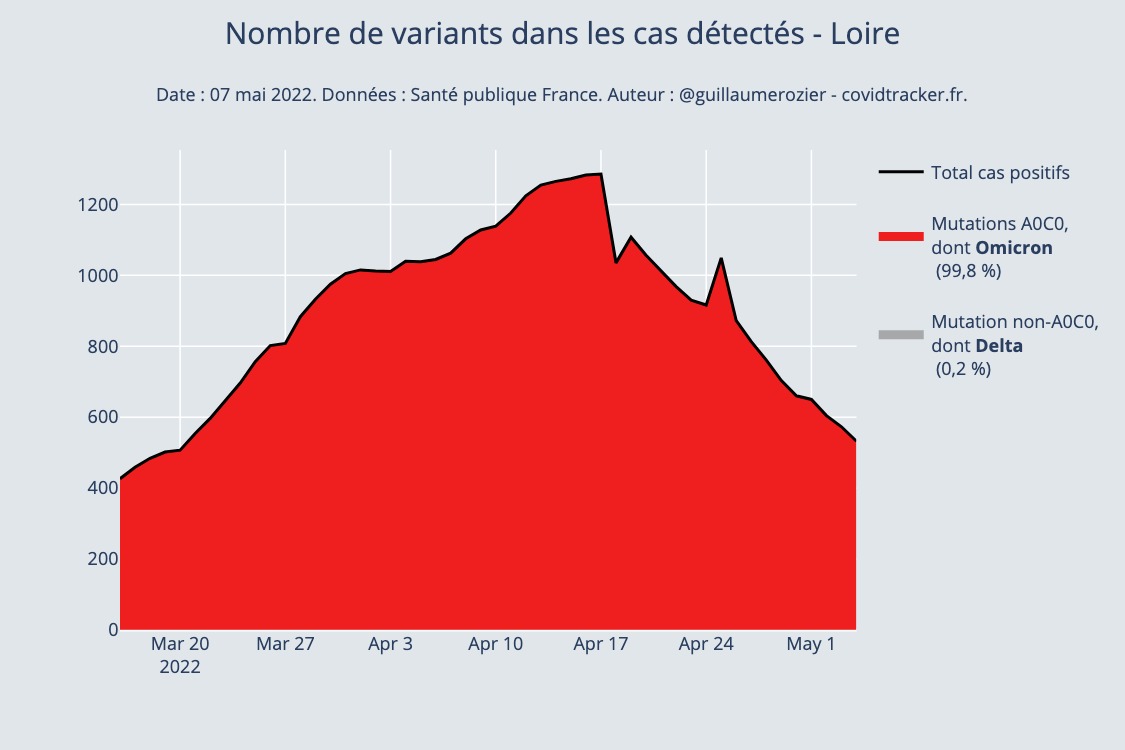 Nombre de variants dans les cas détectés - Loire
Date : 07 mai 2022. Données : Santé publique France. Auteur : @guillaumerozier - covidtracker.fr.
Total cas positifs
Mutations A0C0,
dont Omicron
(99,8 %)
Mutation non-A0C0,
dont Delta
(0,2 %)
1200
1000
800
600
400
200
0
Mar 20 Mar 27 Apr 3 Apr 10 Apr 17 Apr 24 May 1
2022